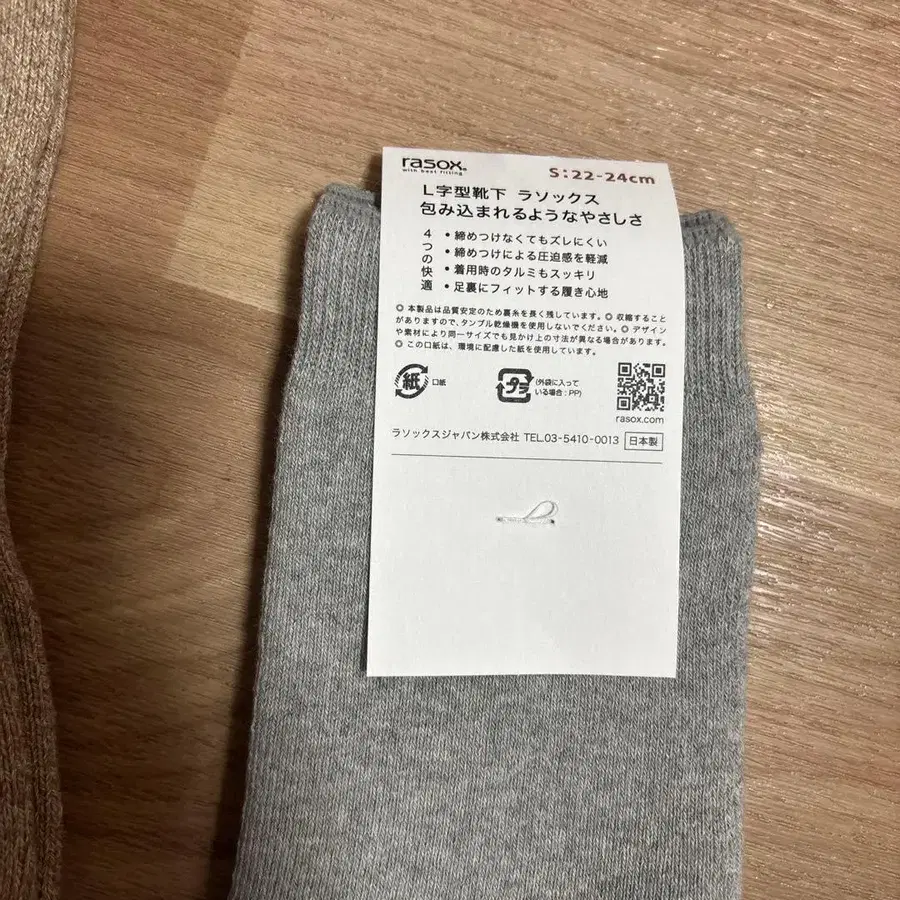 rasox®
with best fitting
S:22-24cm
L字型靴下 ラソックス
包み込まれるようなやさしさ
4つの快適
・締めつけなくてもズレにくい
・締めつけによる圧迫感を軽減
・着用時のタルミもスッキリ
・足裏にフィットする履き心地
◎本製品は品質安定のため裏糸を長く残しています。◎収縮すること
がありますので、タンブル乾燥機を使用しないでください。◎デザイン
や素材により同一サイズでも見かけ上の寸法が異なる場合があります。
◎この口紙は、環境に配慮した紙を使用しています。
紙 口紙
プラ (外袋に入って
いる場合:PP)
rasox.com
ラソックスジャパン株式会社 TEL.03-5410-0013 日本製